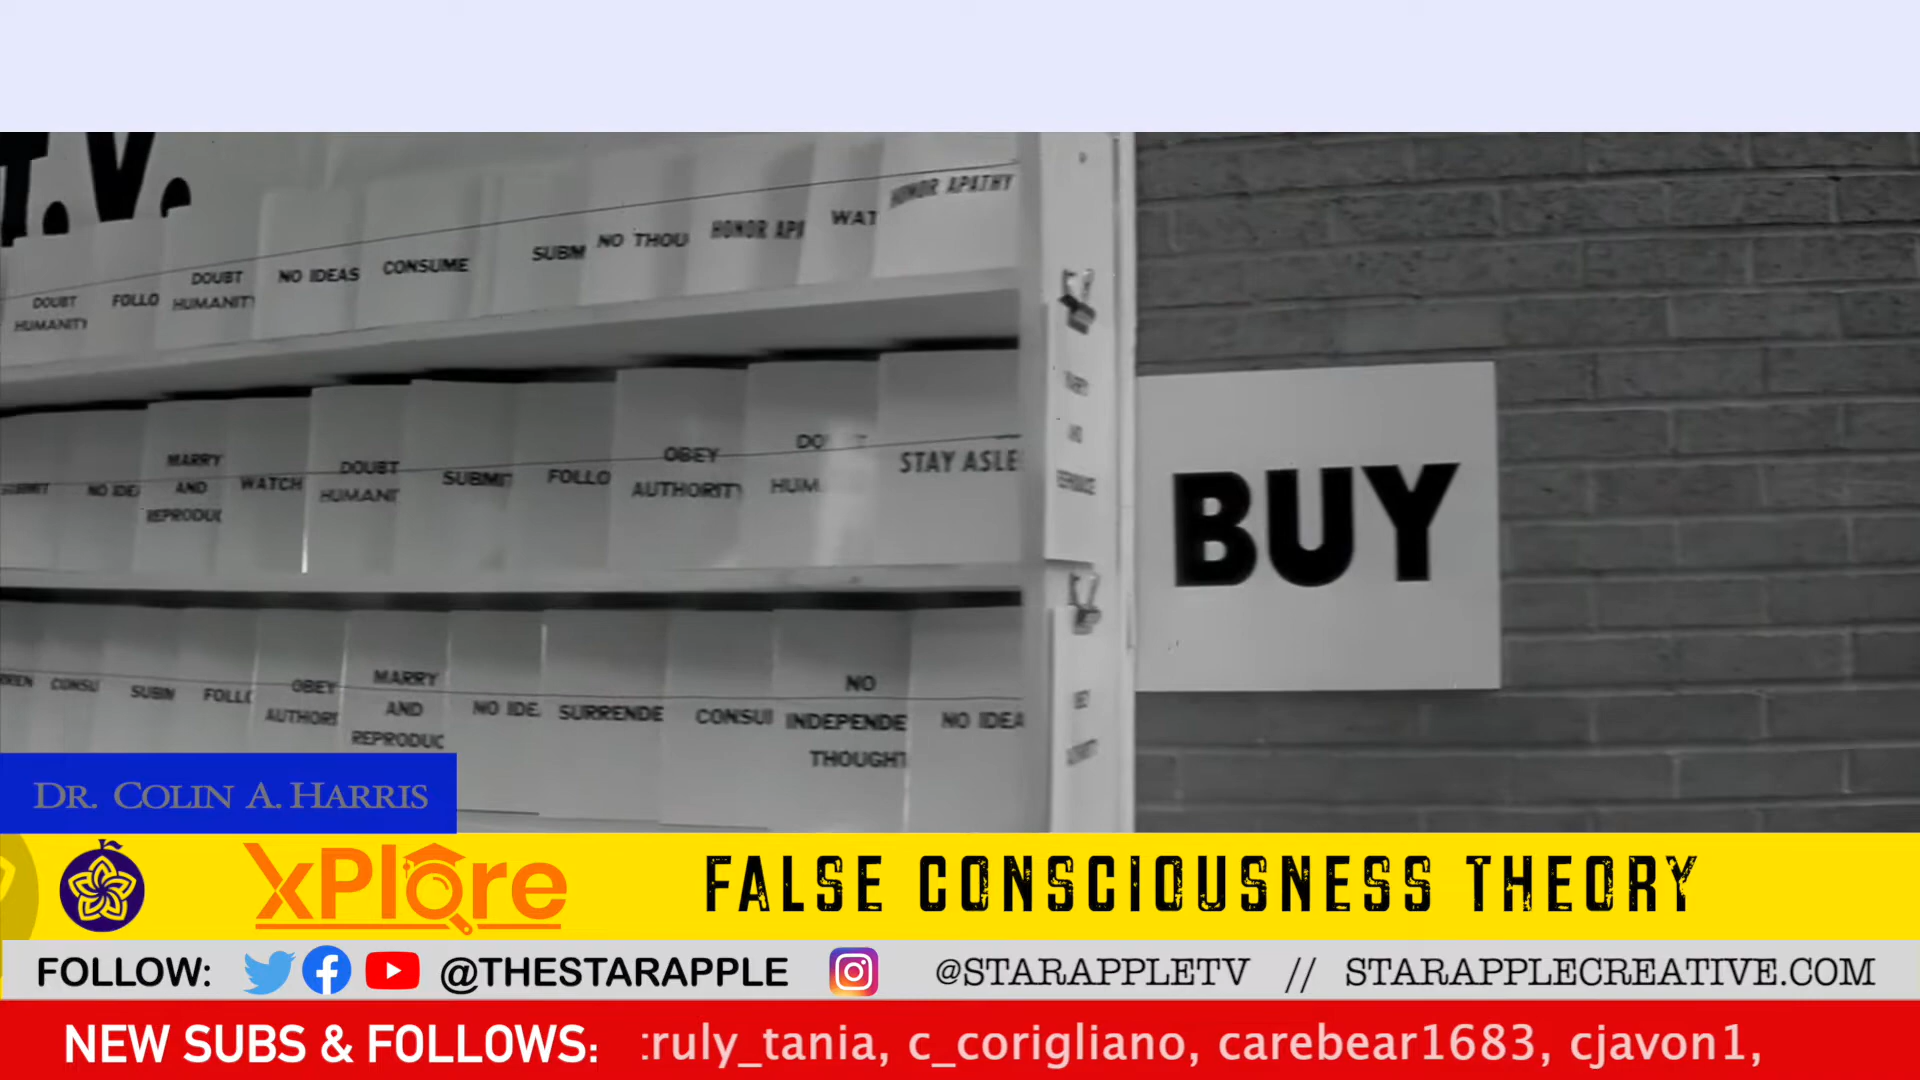 T.V.
DOUBT HUMANITY
FOLLO
DOUBT HUMANITY
NO IDEAS
CONSUME
SUBM
NO THOU
HONOR API
WAT
HONOR APATHY
SUBMIT
NO IDE
MARRY AND REPRODUC
WATCH
DOUBT HUMANI
SUBMIT
FOLLO
OBEY AUTHORITY
DO HUM
STAY ASLE
CONSU
SUBM
FOLLO
OBEY AUTHORI
MARRY AND REPRODUC
NO IDE
SURRENDE
CONSU
NO INDEPENDE THOUGHT
NO IDEA
BUY
DR. COLIN A. HARRIS
xPlore
FALSE CONSCIOUSNESS THEORY
FOLLOW: @THESTARAPPLE @STARAPPLETV // STARAPPLECREATIVE.COM
NEW SUBS & FOLLOWS: ruly_tania, c_corigliano, carebear1683, cjavon1,